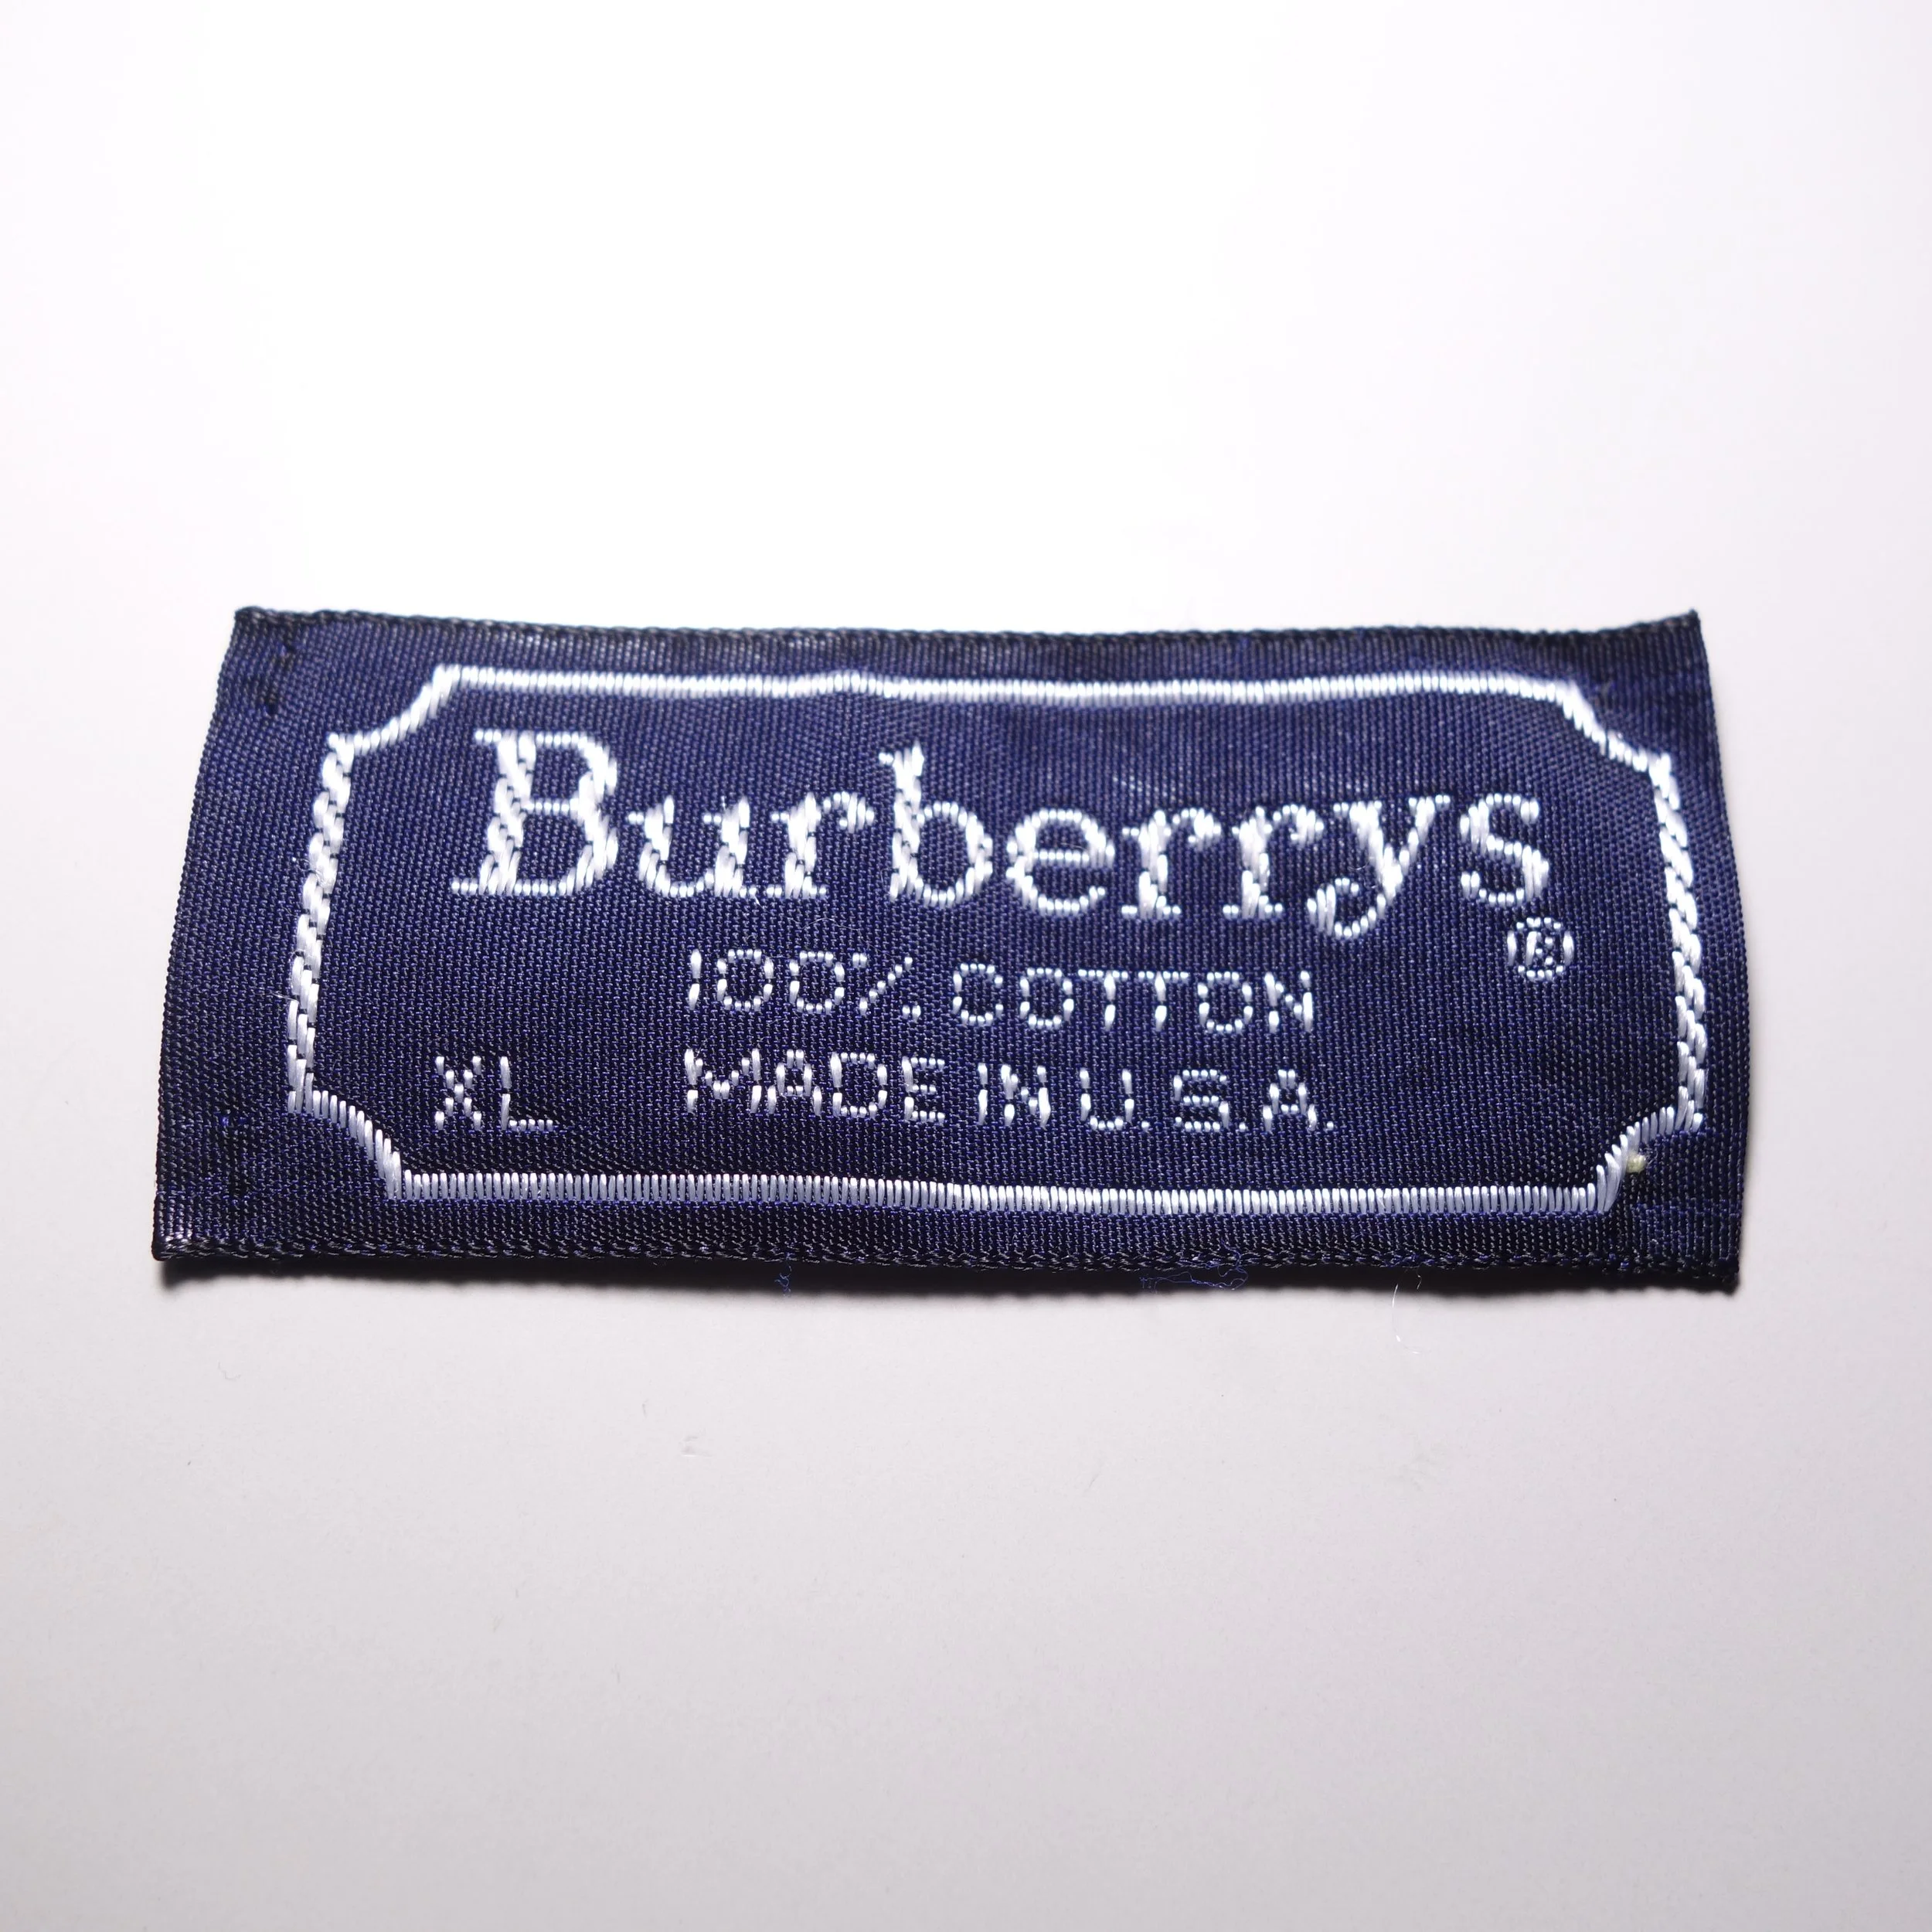 Burberrys®
100% COTTON
XL MADE IN U.S.A.